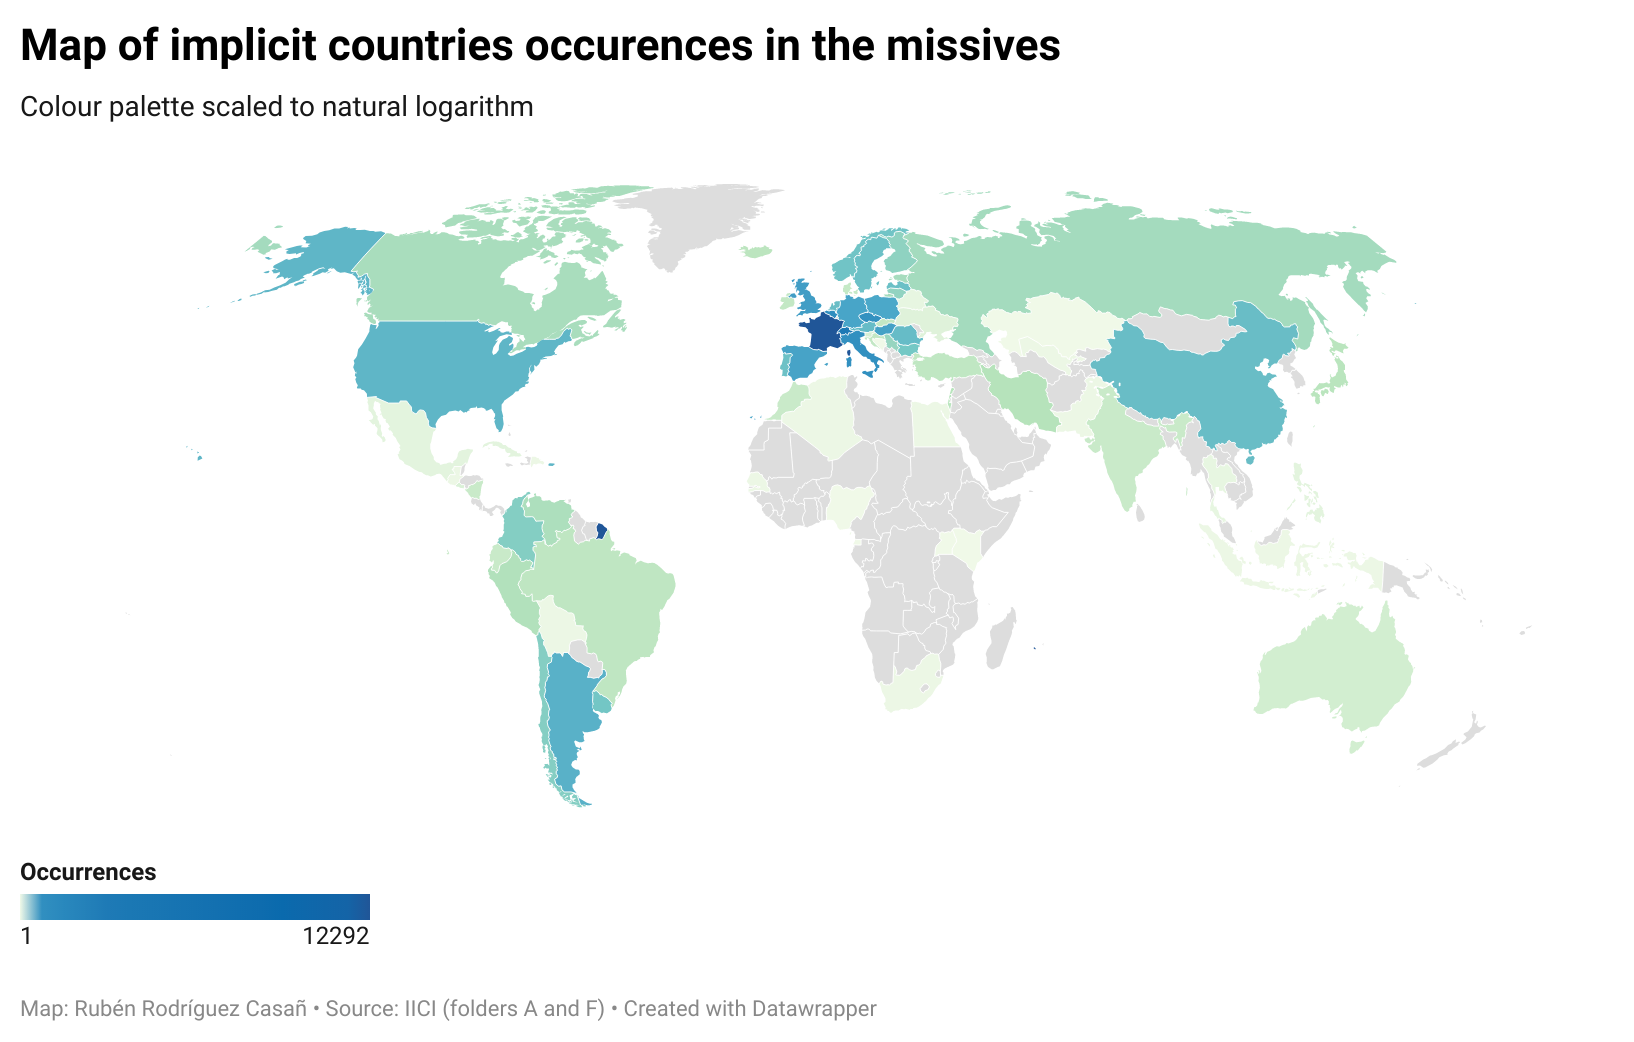 Map of implicit countries occurences in the missives
Colour palette scaled to natural logarithm
Occurrences
1 12292
Map: Rubén Rodríguez Casañ • Source: IICI (folders A and F) • Created with Datawrapper